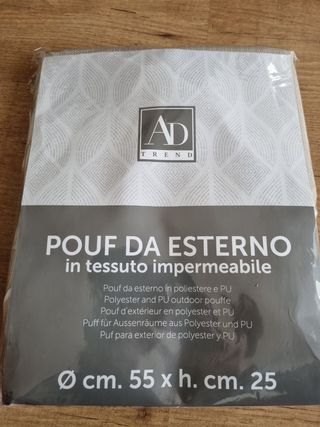 AD
TREND
POUF DA ESTERNO
in tessuto impermeabile
Pouf da esterno in poliestere e PU
Polyester and PU outdoor pouffe
Pouf d'extérieur en polyester et PU
Puff für Aussenräume aus Polyester und PU
Puf para exterior de polyester y PU
Ø cm. 55 x h. cm. 25